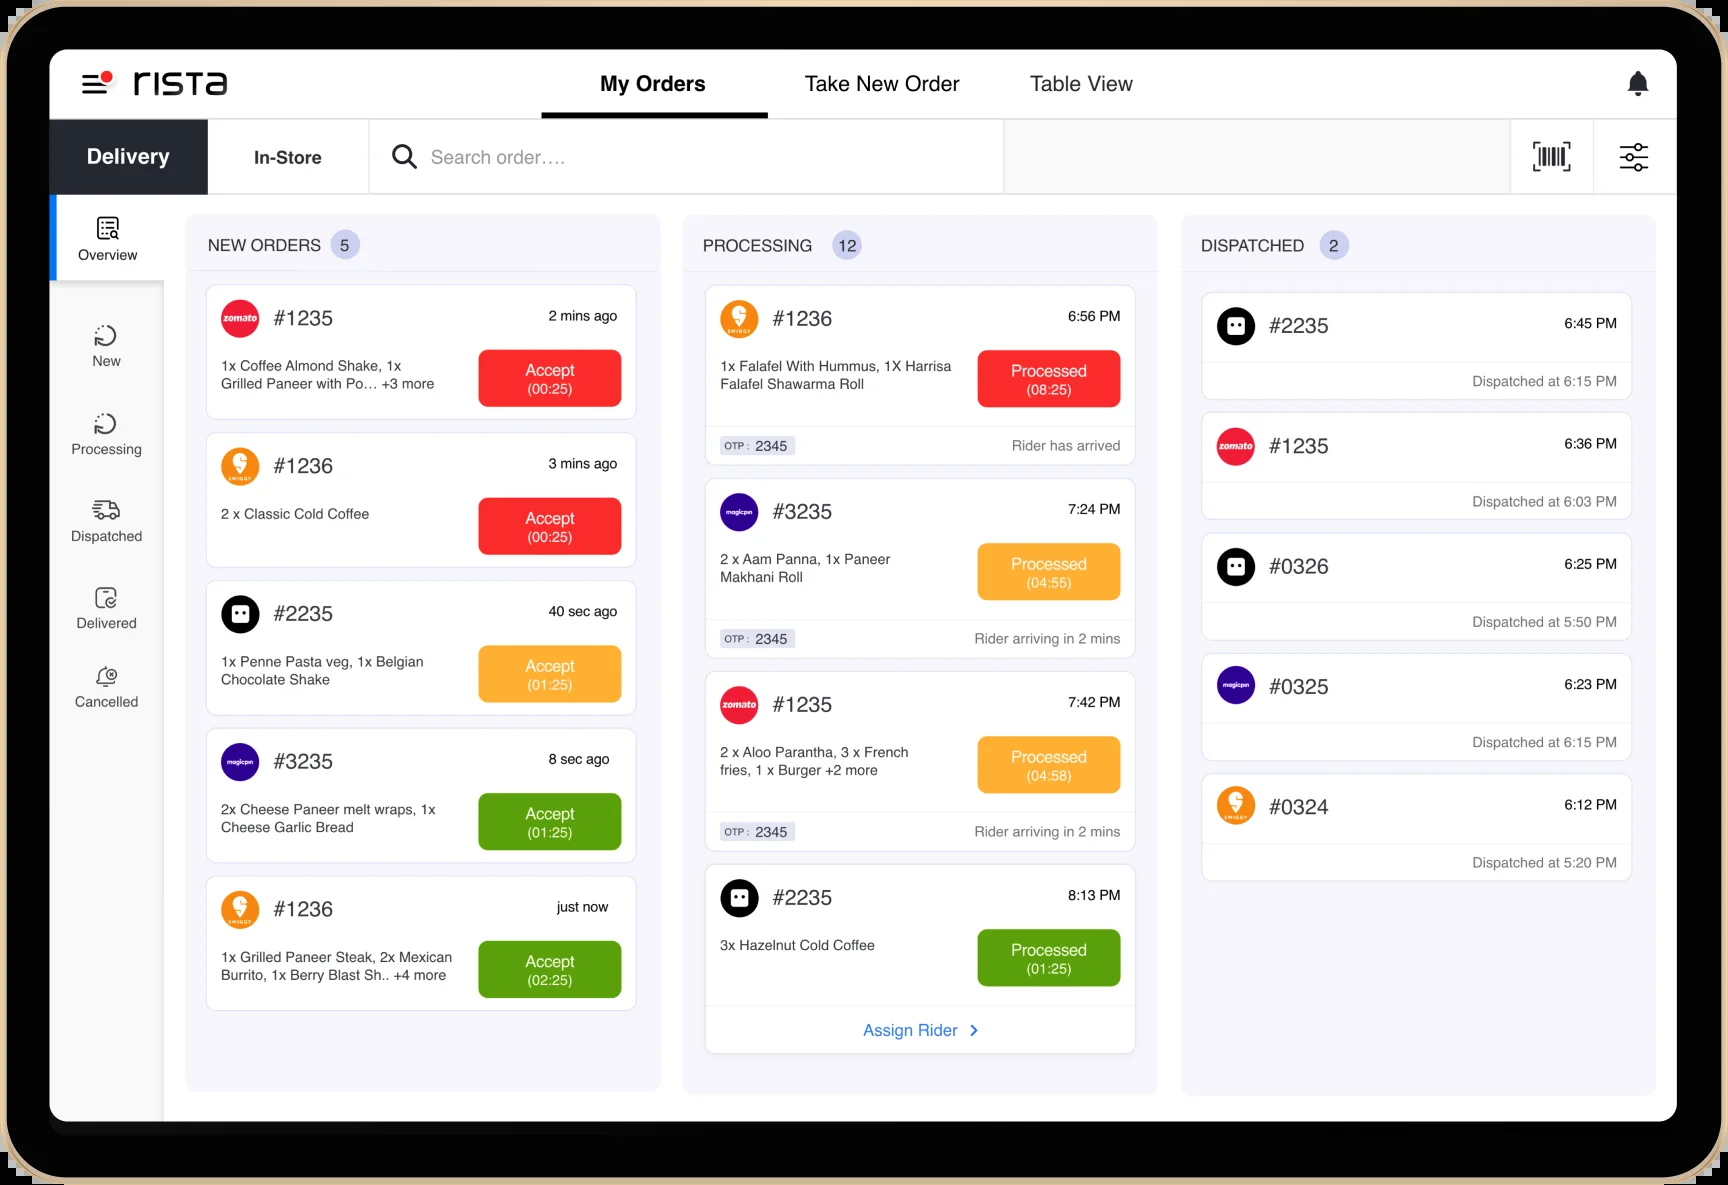 rista
My Orders
Take New Order
Table View
Delivery
In-Store
Search order....
Overview
New
Processing
Dispatched
Delivered
Cancelled
NEW ORDERS 5
zomato
#1235
2 mins ago
1x Coffee Almond Shake, 1x
Grilled Paneer with Po... +3 more
Accept
(00:25)
SWIGGY
#1236
3 mins ago
2 x Classic Cold Coffee
Accept
(00:25)
#2235
40 sec ago
1x Penne Pasta veg, 1x Belgian
Chocolate Shake
Accept
(01:25)
magicpin
#3235
8 sec ago
2x Cheese Paneer melt wraps, 1x
Cheese Garlic Bread
Accept
(01:25)
SWIGGY
#1236
just now
1x Grilled Paneer Steak, 2x Mexican
Burrito, 1x Berry Blast Sh.. +4 more
Accept
(02:25)
PROCESSING 12
SWIGGY
#1236
6:56 PM
1x Falafel With Hummus, 1X Harrisa
Falafel Shawarma Roll
Processed
(08:25)
OTP : 2345
Rider has arrived
magicpin
#3235
7:24 PM
2 x Aam Panna, 1x Paneer
Makhani Roll
Processed
(04:55)
OTP : 2345
Rider arriving in 2 mins
zomato
#1235
7:42 PM
2 x Aloo Parantha, 3 x French
fries, 1 x Burger +2 more
Processed
(04:58)
OTP : 2345
Rider arriving in 2 mins
#2235
8:13 PM
3x Hazelnut Cold Coffee
Processed
(01:25)
Assign Rider
DISPATCHED 2
#2235
6:45 PM
Dispatched at 6:15 PM
zomato
#1235
6:36 PM
Dispatched at 6:03 PM
#0326
6:25 PM
Dispatched at 5:50 PM
magicpin
#0325
6:23 PM
Dispatched at 6:15 PM
SWIGGY
#0324
6:12 PM
Dispatched at 5:20 PM